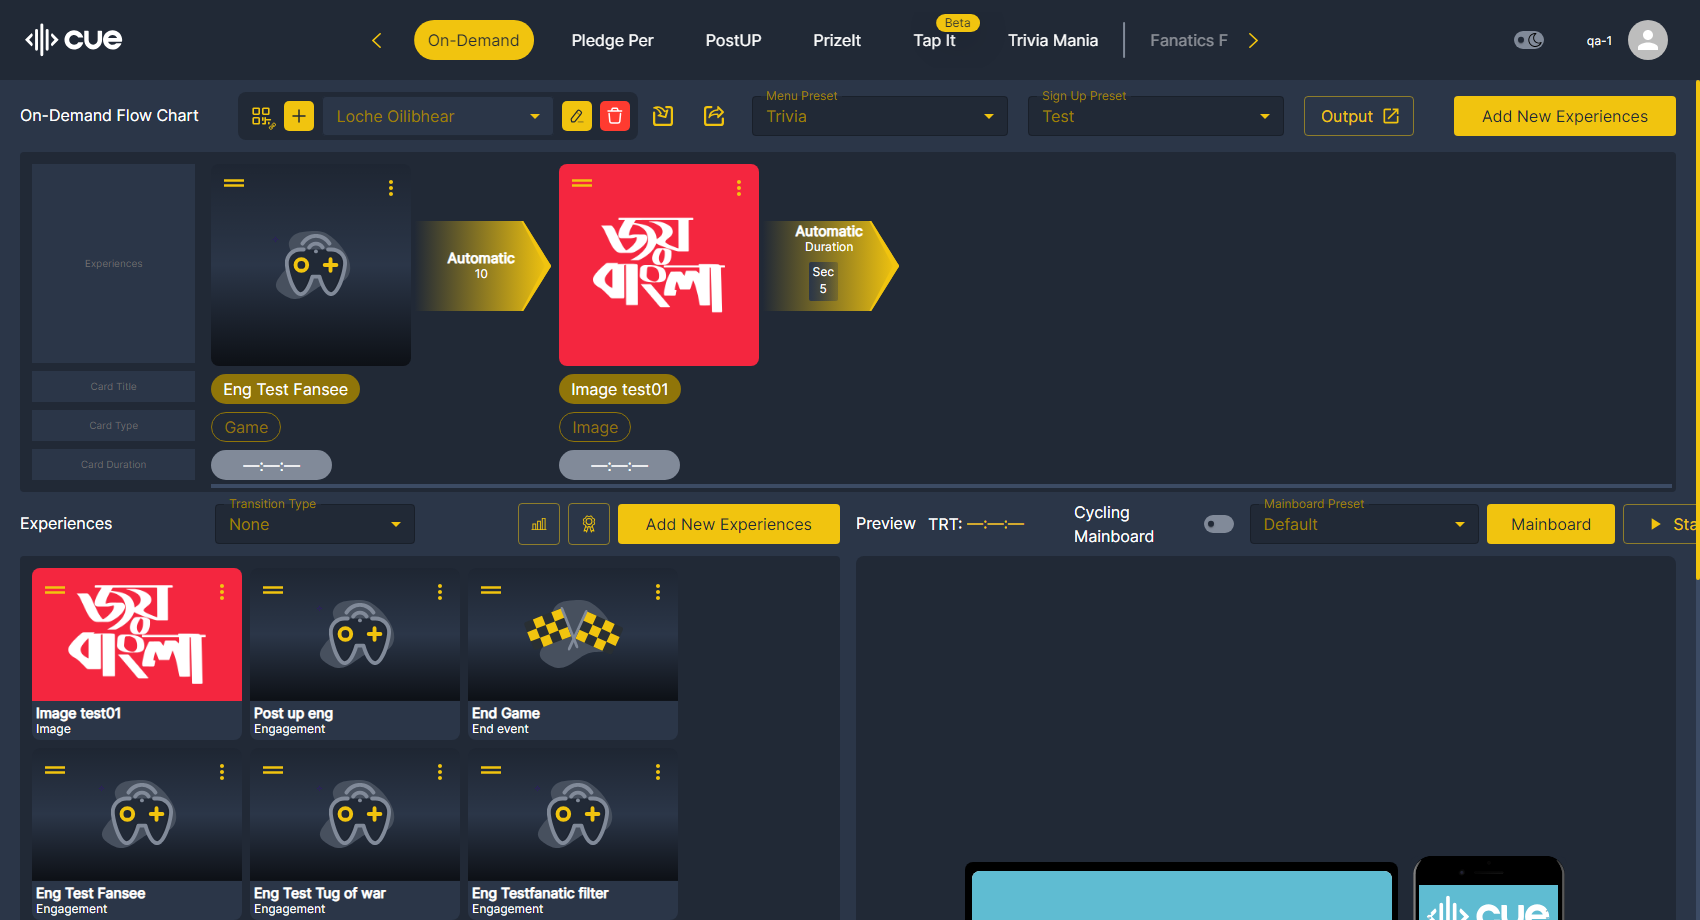 cue
On-Demand
Pledge Per
PostUP
PrizeIt
Beta
Tap It
Trivia Mania
Fanatics F
qa-1
On-Demand Flow Chart
Loche Oilibhear
Menu Preset
Trivia
Sign Up Preset
Test
Output
Add New Experiences
Experiences
Card Title
Card Type
Card Duration
Automatic
10
জয়
বাংলা
Automatic
Duration
Sec
5
Eng Test Fansee
Image test01
Game
Image
—:—:—
—:—:—
Experiences
Transition Type
None
Add New Experiences
Preview
TRT: —:—:—
Cycling
Mainboard
Mainboard Preset
Default
Mainboard
Sta
জয়
বাংলা
Image test01
Image
Post up eng
Engagement
End Game
End event
Eng Test Fansee
Engagement
Eng Test Tug of war
Engagement
Eng Testfanatic filter
Engagement
cue